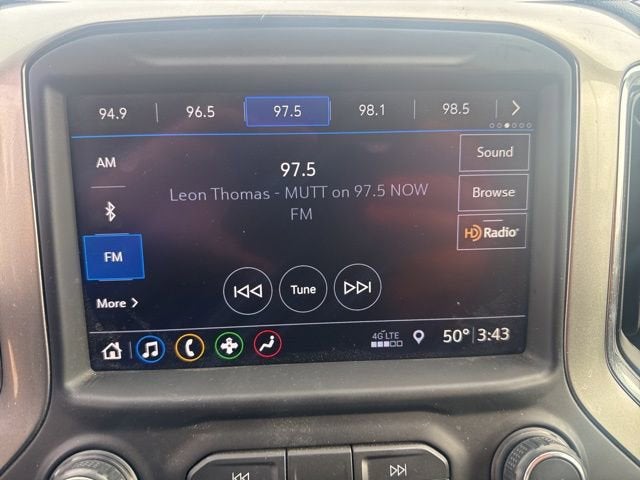 94.9 96.5 97.5 98.1 98.5
AM
97.5
Sound
Leon Thomas - MUTT on 97.5 NOW
FM
Browse
FM
HD Radio
Tune
More
4G LTE
50° 3:43